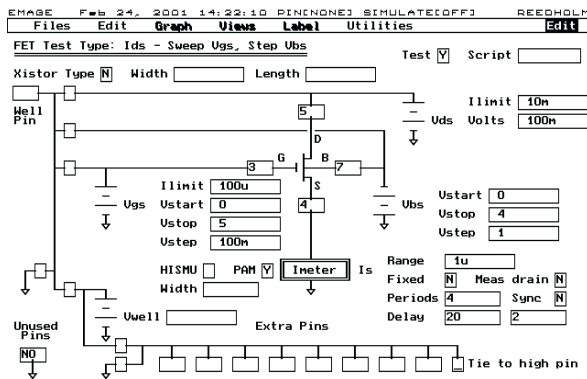 EMAGE Feb 24, 2001 14:22:10 PIN[NONE] SIMULATE[OFF] REEDHOLM
Files Edit Graph Views Label Utilities Edit
FET Test Type: Ids - Sweep Vgs, Step Vbs
Test Y Script
Xistor Type N Width Length
Well Pin
5
D
Vds
Ilimit 10m
Volts 100m
3 G B 7
S
4
Vgs
Ilimit 100u
Vstart 0
Vstop 5
Vstep 100m
Vbs
Vstart 0
Vstop 4
Vstep 1
HISMU PAM Y Imeter Is
Width
Range 1u
Fixed N Meas drain N
Periods 4 Sync N
Delay 20 2
Vwell
Extra Pins
Unused Pins
NO
Tie to high pin